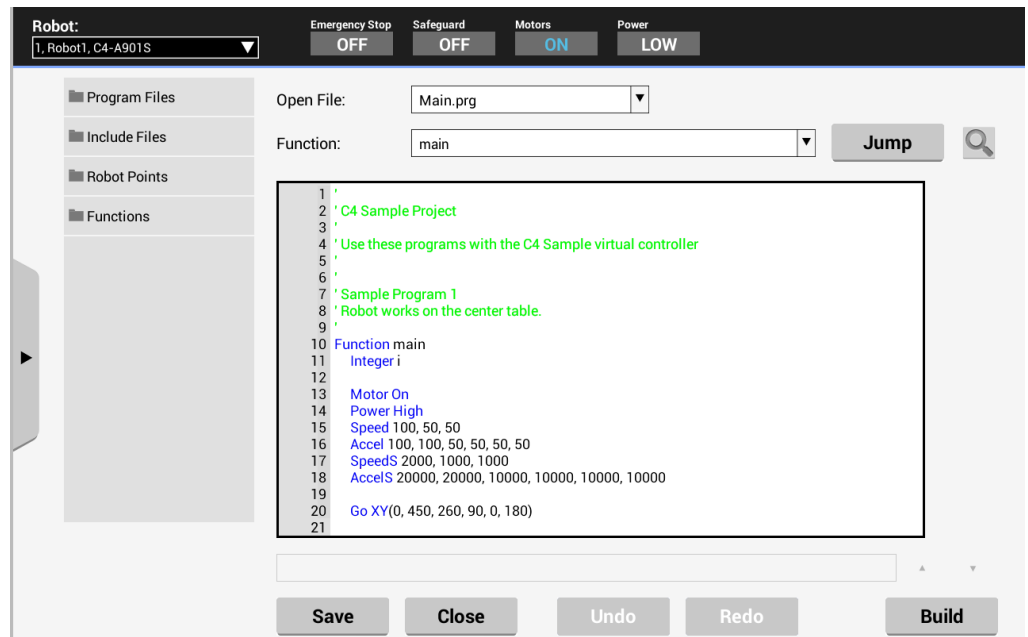 Robot:
1, Robot1, C4-A901S
Emergency Stop Safeguard Motors Power
OFF OFF ON LOW
Program Files
Include Files
Robot Points
Functions
Open File: Main.prg
Function: main Jump
1 '
2 ' C4 Sample Project
3 '
4 ' Use these programs with the C4 Sample virtual controller
5 '
6 '
7 ' Sample Program 1
8 ' Robot works on the center table.
9 '
10 Function main
11 Integer i
12
13 Motor On
14 Power High
15 Speed 100, 50, 50
16 Accel 100, 100, 50, 50, 50, 50
17 SpeedS 2000, 1000, 1000
18 AccelS 20000, 20000, 10000, 10000, 10000, 10000
19
20 Go XY(0, 450, 260, 90, 0, 180)
21
Save Close Undo Redo Build